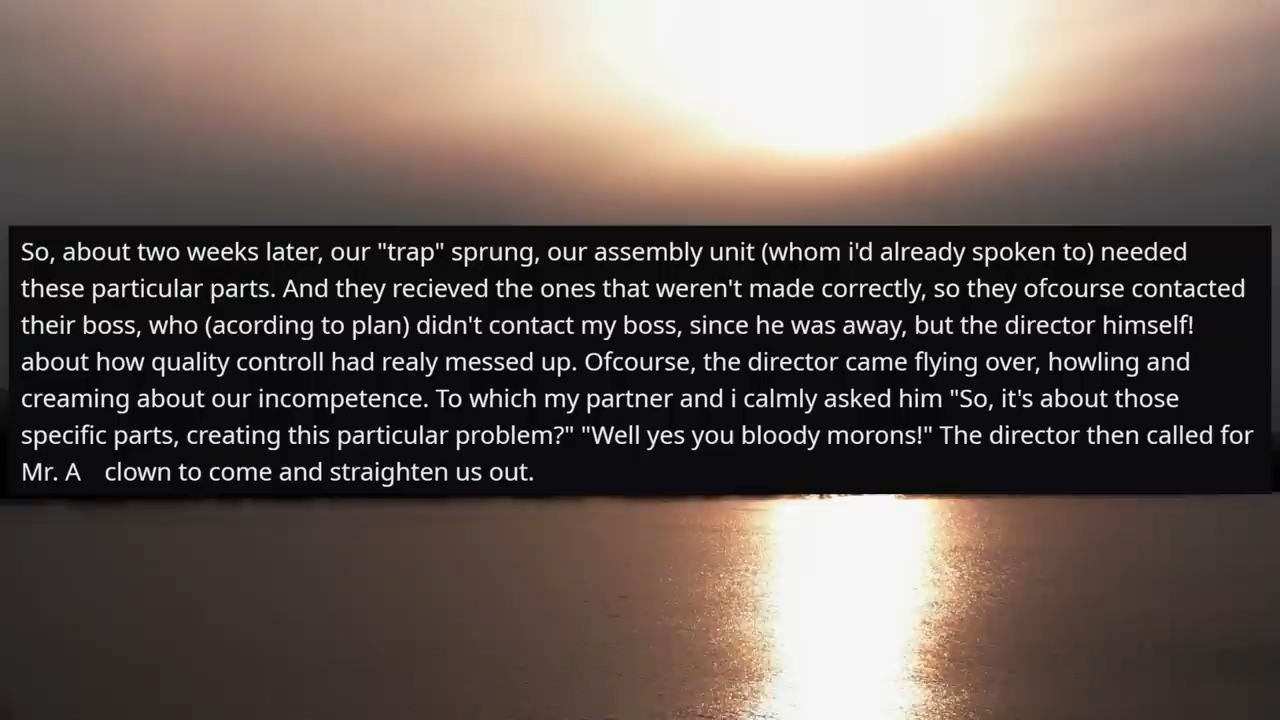 So, about two weeks later, our "trap" sprung, our assembly unit (whom i'd already spoken to) needed
these particular parts. And they recieved the ones that weren't made correctly, so they ofcourse contacted
their boss, who (acording to plan) didn't contact my boss, since he was away, but the director himself!
about how quality controll had realy messed up. Ofcourse, the director came flying over, howling and
creaming about our incompetence. To which my partner and i calmly asked him "So, it's about those
specific parts, creating this particular problem?" "Well yes you bloody morons!" The director then called for
Mr. A clown to come and straighten us out.